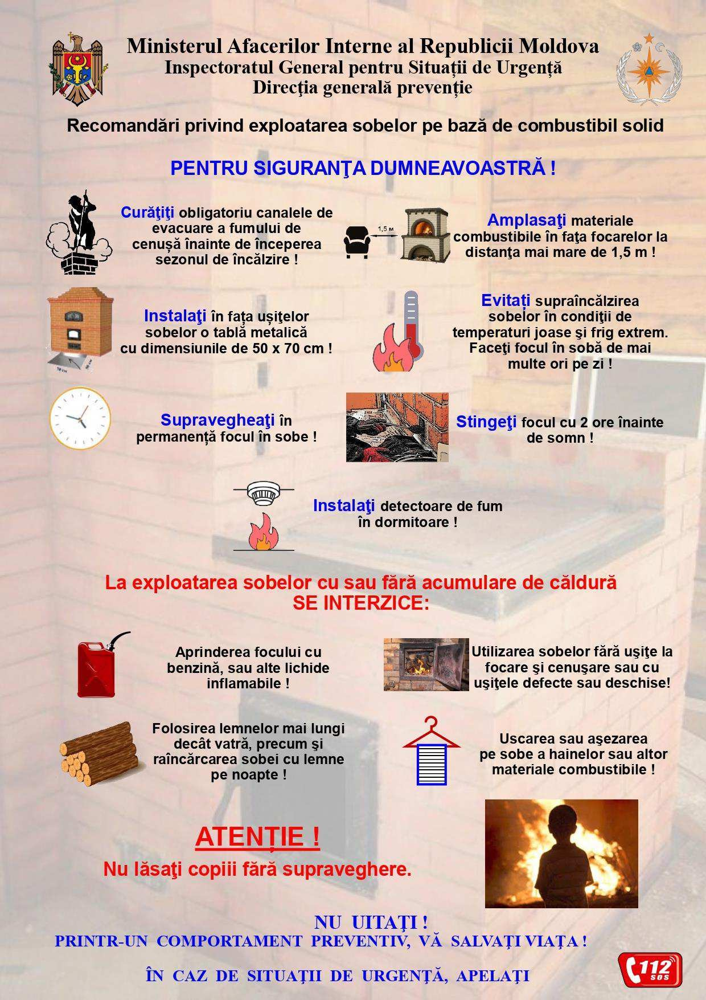 Ministerul Afacerilor Interne al Republicii Moldova
Inspectoratul General pentru Situații de Urgență
Direcţia generală prevenție
Recomandări privind exploatarea sobelor pe bază de combustibil solid
PENTRU SIGURANŢA DUMNEAVOASTRĂ !
Curăţiţi obligatoriu canalele de
evacuare a fumului de
cenușă înainte de începerea
sezonul de încălzire !
1,5 м
Amplasaţi materiale
combustibile în faţa focarelor la
distanţa mai mare de 1,5 m !
Instalaţi în fața ușiţelor
sobelor o tablă metalică
cu dimensiunile de 50 x 70 cm !
70 см
50 см
Evitați supraîncălzirea
sobelor în condiţii de
temperaturi joase şi frig extrem.
Faceţi focul în sobă de mai
multe ori pe zi !
Supravegheaţi în
permanență focul în sobe !
Stingeţi focul cu 2 ore înainte
de somn !
Instalaţi detectoare de fum
în dormitoare !
La exploatarea sobelor cu sau fără acumulare de căldură
SE INTERZICE:
Aprinderea focului cu
benzină, sau alte lichide
inflamabile !
Utilizarea sobelor fără uşiţe la
focare şi cenuşare sau cu
uşiţele defecte sau deschise!
Folosirea lemnelor mai lungi
decât vatră, precum şi
raîncărcarea sobei cu lemne
pe noapte !
Uscarea sau aşezarea
pe sobe a hainelor sau altor
materiale combustibile !
ATENȚIE !
Nu lăsaţi copiii fără supraveghere.
NU UITAŢI !
PRINTR-UN COMPORTAMENT PREVENTIV, VĂ SALVAŢI VIAŢA !
ÎN CAZ DE SITUAŢII DE URGENŢĂ, APELAŢI
112
SOS